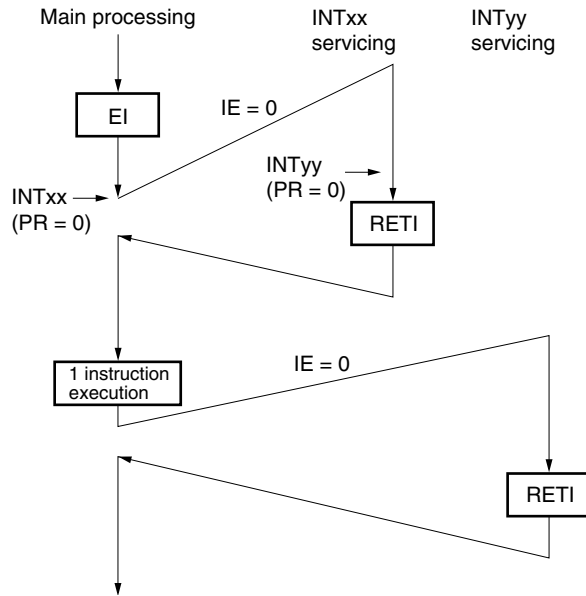 Main processing
INTxx
servicing
INTyy
servicing
EI
IE = 0
INTxx
(PR = 0)
INTyy
(PR = 0)
RETI
1 instruction
execution
IE = 0
RETI